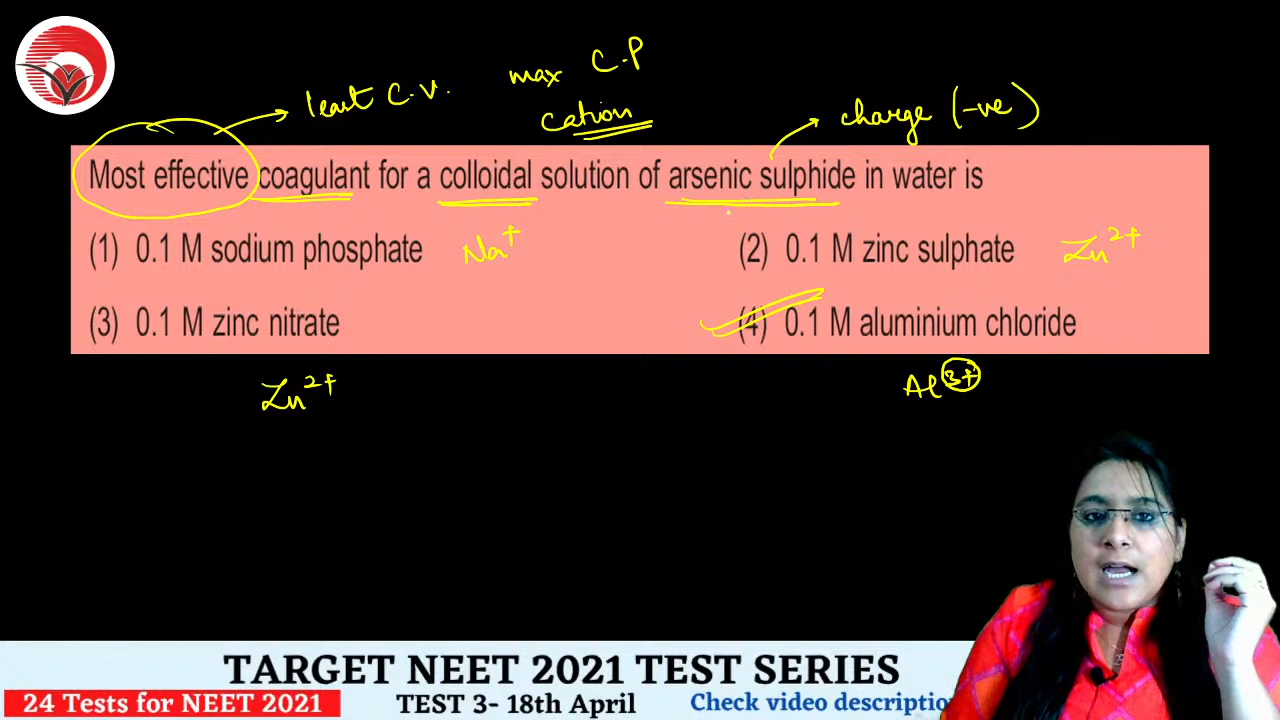 least C.V. max C.P
cation charge (-ve)
Most effective coagulant for a colloidal solution of arsenic sulphide in water is
(1) 0.1 M sodium phosphate Na+ (2) 0.1 M zinc sulphate Zn2+
(3) 0.1 M zinc nitrate (4) 0.1 M aluminium chloride
Zn2+ Al3+
TARGET NEET 2021 TEST SERIES
24 Tests for NEET 2021 TEST 3- 18th April Check video description